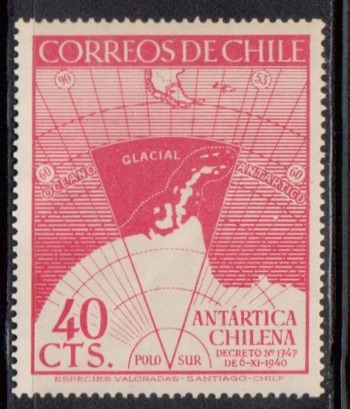 CORREOS DE CHILE
90
53
GLACIAL
60
60
OCEANO
ANTARTICO
40
CTS.
ANTÁRTICA
CHILENA
DECRETO Nº 1747
DE 6-XI-1940
POLO SUR
ESPECIES VALORADAS - SANTIAGO - CHILE